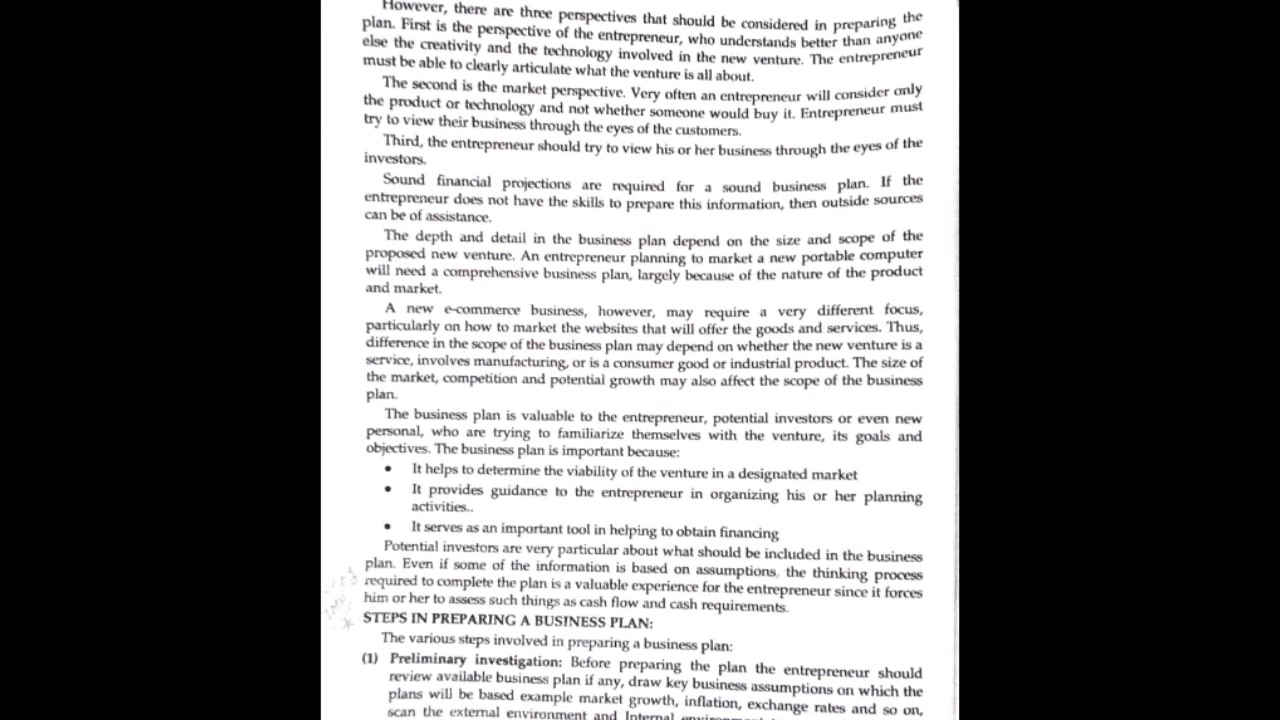 However, there are three perspectives that should be considered in preparing the
plan. First is the perspective of the entrepreneur, who understands better than anyone
else the creativity and the technology involved in the new venture. The entrepreneur
must be able to clearly articulate what the venture is all about.
The second is the market perspective. Very often an entrepreneur will consider only
the product or technology and not whether someone would buy it. Entrepreneur must
try to view their business through the eyes of the customers.
Third, the entrepreneur should try to view his or her business through the eyes of the
investors.
Sound financial projections are required for a sound business plan. If the
entrepreneur does not have the skills to prepare this information, then outside sources
can be of assistance.
The depth and detail in the business plan depend on the size and scope of the
proposed new venture. An entrepreneur planning to market a new portable computer
will need a comprehensive business plan, largely because of the nature of the product
and market.
A new e-commerce business, however, may require a very different focus,
particularly on how to market the websites that will offer the goods and services. Thus,
difference in the scope of the business plan may depend on whether the new venture is a
service, involves manufacturing, or is a consumer good or industrial product. The size of
the market, competition and potential growth may also affect the scope of the business
plan.
The business plan is valuable to the entrepreneur, potential investors or even new
personal, who are trying to familiarize themselves with the venture, its goals and
objectives. The business plan is important because:
• It helps to determine the viability of the venture in a designated market
• It provides guidance to the entrepreneur in organizing his or her planning
activities..
• It serves as an important tool in helping to obtain financing
Potential investors are very particular about what should be included in the business
plan. Even if some of the information is based on assumptions, the thinking process
required to complete the plan is a valuable experience for the entrepreneur since it forces
him or her to assess such things as cash flow and cash requirements.
STEPS IN PREPARING A BUSINESS PLAN:
The various steps involved in preparing a business plan:
(1) Preliminary investigation: Before preparing the plan the entrepreneur should
review available business plan if any, draw key business assumptions on which the
plans will be based example market growth, inflation, exchange rates and so on,
scan the external environment and Internal